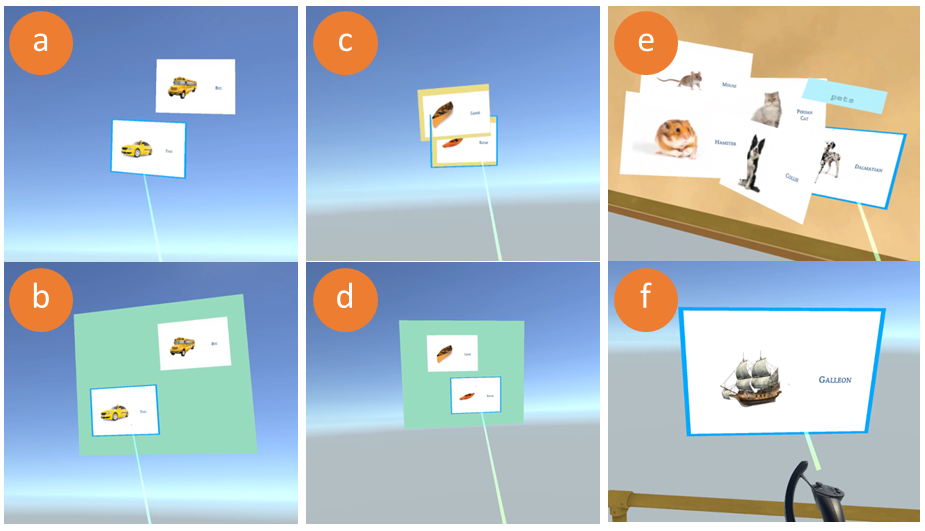 a
Bus
Taxi
c
Canoe
Kayak
e
Mouse
pets
Persian
Cat
Hamster
Collie
Dalmatian
b
Bus
Taxi
d
Canoe
Kayak
f
Galleon